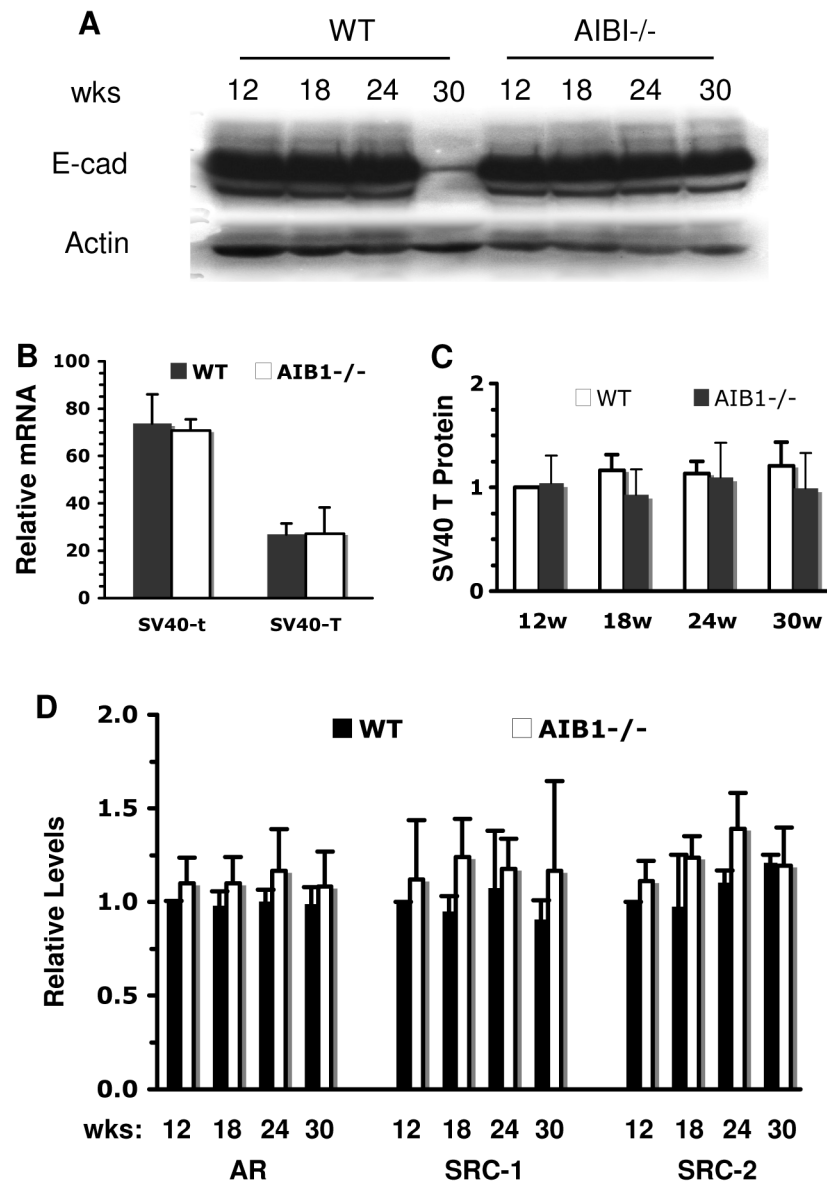 A
WT AIBI-/-
wks 12 18 24 30 12 18 24 30
E-cad
Actin
B
WT AIB1-/-
Relative mRNA
100
80
60
40
20
0
SV40-t SV40-T
C
WT AIB1-/-
SV40 T Protein
2
1
0
12w 18w 24w 30w
D
WT AIB1-/-
Relative Levels
2.0
1.5
1.0
0.5
0.0
wks: 12 18 24 30 12 18 24 30 12 18 24 30
AR SRC-1 SRC-2